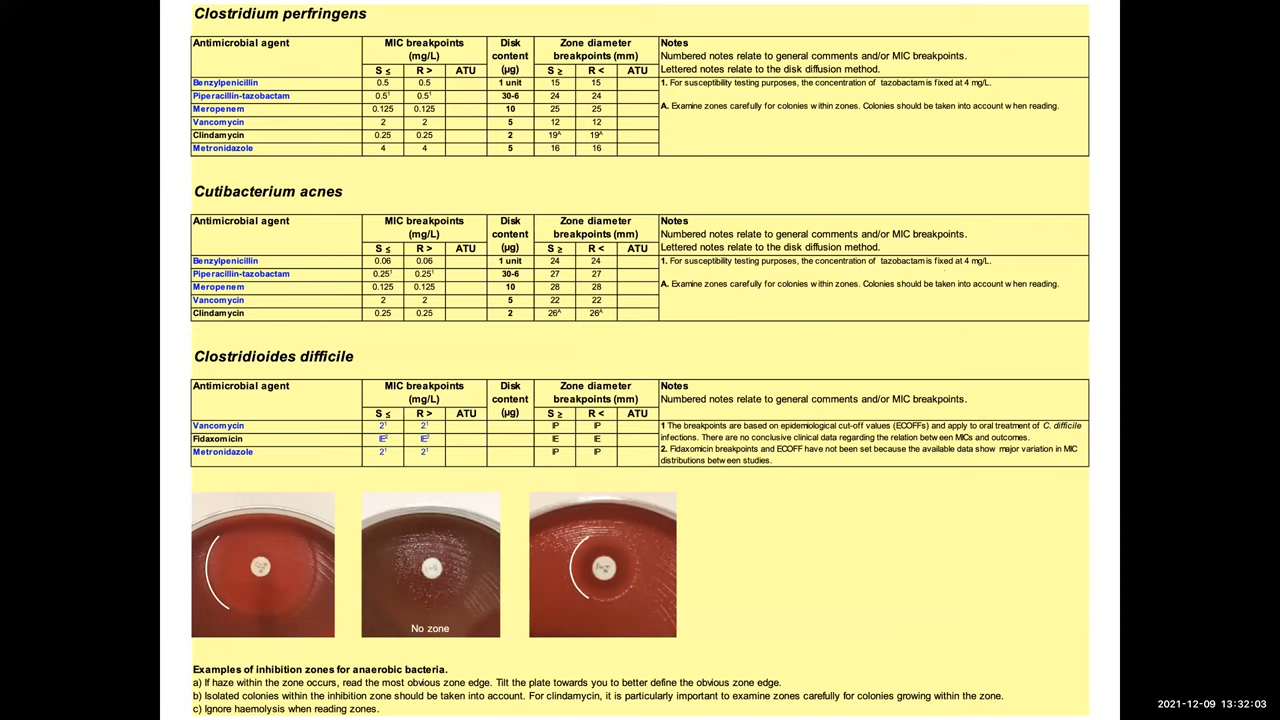 Clostridium perfringens
Antimicrobial agent MIC breakpoints (mg/L) Disk content (µg) Zone diameter breakpoints (mm) Notes
Numbered notes relate to general comments and/or MIC breakpoints.
Lettered notes relate to the disk diffusion method.
S ≤ R > ATU S ≥ R < ATU
Benzylpenicillin 0.5 0.5 1 unit 15 15
Piperacillin-tazobactam 0.5¹ 0.5¹ 30-6 24 24
Meropenem 0.125 0.125 10 25 25
Vancomycin 2 2 5 12 12
Clindamycin 0.25 0.25 2 19ᴬ 19ᴬ
Metronidazole 4 4 5 16 16
1. For susceptibility testing purposes, the concentration of tazobactam is fixed at 4 mg/L.
A. Examine zones carefully for colonies within zones. Colonies should be taken into account when reading.
Cutibacterium acnes
Antimicrobial agent MIC breakpoints (mg/L) Disk content (µg) Zone diameter breakpoints (mm) Notes
Numbered notes relate to general comments and/or MIC breakpoints.
Lettered notes relate to the disk diffusion method.
S ≤ R > ATU S ≥ R < ATU
Benzylpenicillin 0.06 0.06 1 unit 24 24
Piperacillin-tazobactam 0.25¹ 0.25¹ 30-6 27 27
Meropenem 0.125 0.125 10 28 28
Vancomycin 2 2 5 22 22
Clindamycin 0.25 0.25 2 26ᴬ 26ᴬ
1. For susceptibility testing purposes, the concentration of tazobactam is fixed at 4 mg/L.
A. Examine zones carefully for colonies within zones. Colonies should be taken into account when reading.
Clostridioides difficile
Antimicrobial agent MIC breakpoints (mg/L) Disk content (µg) Zone diameter breakpoints (mm) Notes
Numbered notes relate to general comments and/or MIC breakpoints.
S ≤ R > ATU S ≥ R < ATU
Vancomycin 2¹ 2¹ IP IP
Fidaxomicin IE² IE² IE IE
Metronidazole 2¹ 2¹ IP IP
1 The breakpoints are based on epidemiological cut-off values (ECOFFs) and apply to oral treatment of C. difficile
infections. There are no conclusive clinical data regarding the relation between MICs and outcomes.
2. Fidaxomicin breakpoints and ECOFF have not been set because the available data show major variation in MIC
distributions between studies.
No zone
Examples of inhibition zones for anaerobic bacteria.
a) If haze within the zone occurs, read the most obvious zone edge. Tilt the plate towards you to better define the obvious zone edge.
b) Isolated colonies within the inhibition zone should be taken into account. For clindamycin, it is particularly important to examine zones carefully for colonies growing within the zone.
c) Ignore haemolysis when reading zones.
2021-12-09 13:32:03